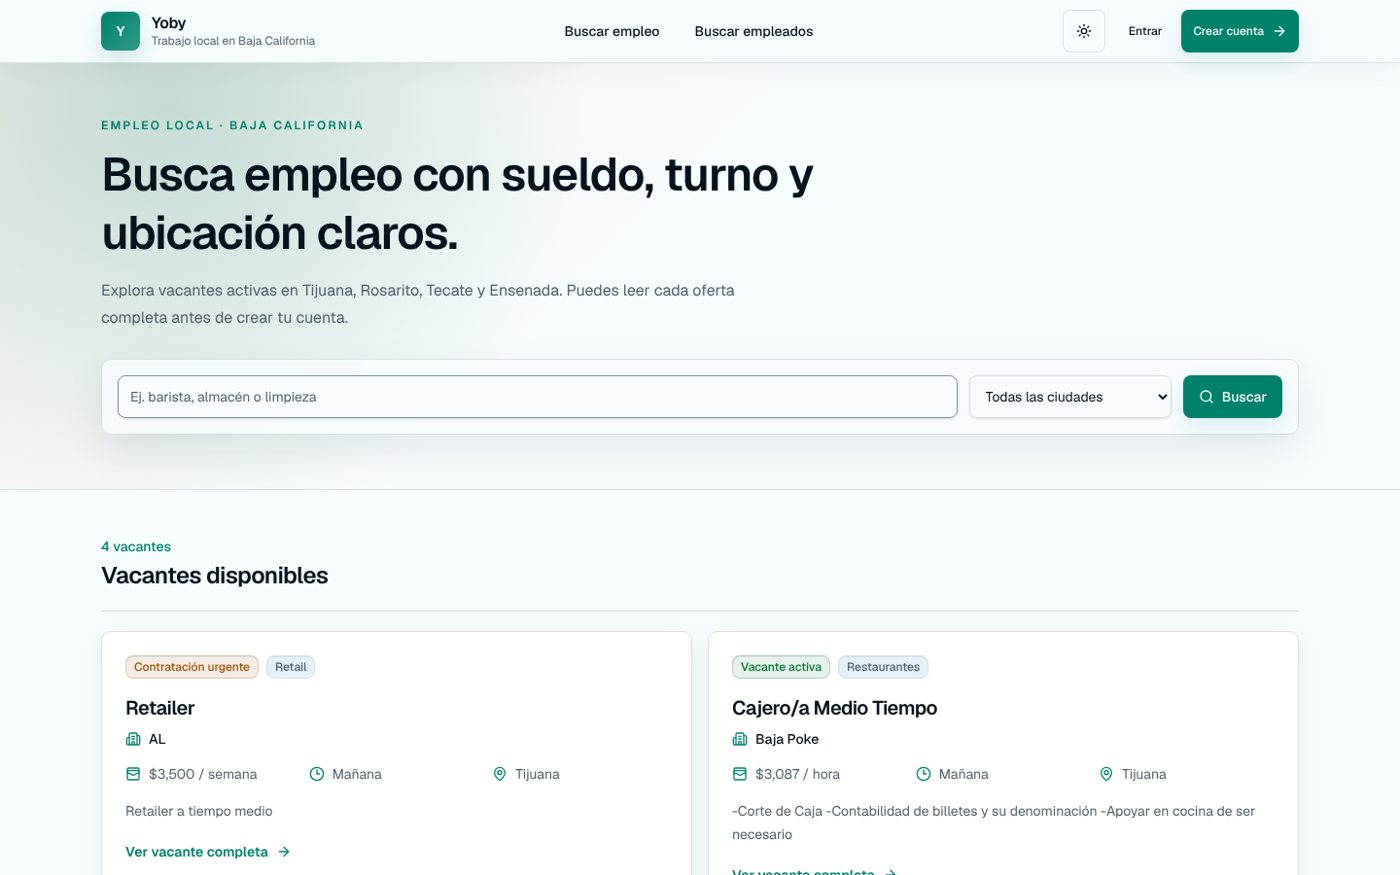 Y
Yoby
Trabajo local en Baja California
Buscar empleo
Buscar empleados
Entrar
Crear cuenta
EMPLEO LOCAL · BAJA CALIFORNIA
Busca empleo con sueldo, turno y
ubicación claros.
Explora vacantes activas en Tijuana, Rosarito, Tecate y Ensenada. Puedes leer cada oferta
completa antes de crear tu cuenta.
Ej. barista, almacén o limpieza
Todas las ciudades
Buscar
4 vacantes
Vacantes disponibles
Contratación urgente
Retail
Retailer
AL
$3,500 / semana
Mañana
Tijuana
Retailer a tiempo medio
Ver vacante completa
Vacante activa
Restaurantes
Cajero/a Medio Tiempo
Baja Poke
$3,087 / hora
Mañana
Tijuana
-Corte de Caja -Contabilidad de billetes y su denominación -Apoyar en cocina de ser
necesario
Ver vacante completa